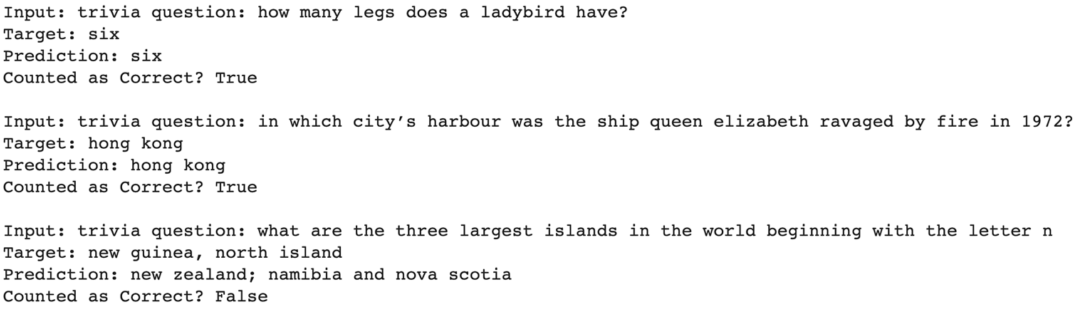 Input: trivia question: how many legs does a ladybird have?
Target: six
Prediction: six
Counted as Correct? True
Input: trivia question: in which city’s harbour was the ship queen elizabeth ravaged by fire in 1972?
Target: hong kong
Prediction: hong kong
Counted as Correct? True
Input: trivia question: what are the three largest islands in the world beginning with the letter n
Target: new guinea, north island
Prediction: new zealand; namibia and nova scotia
Counted as Correct? False